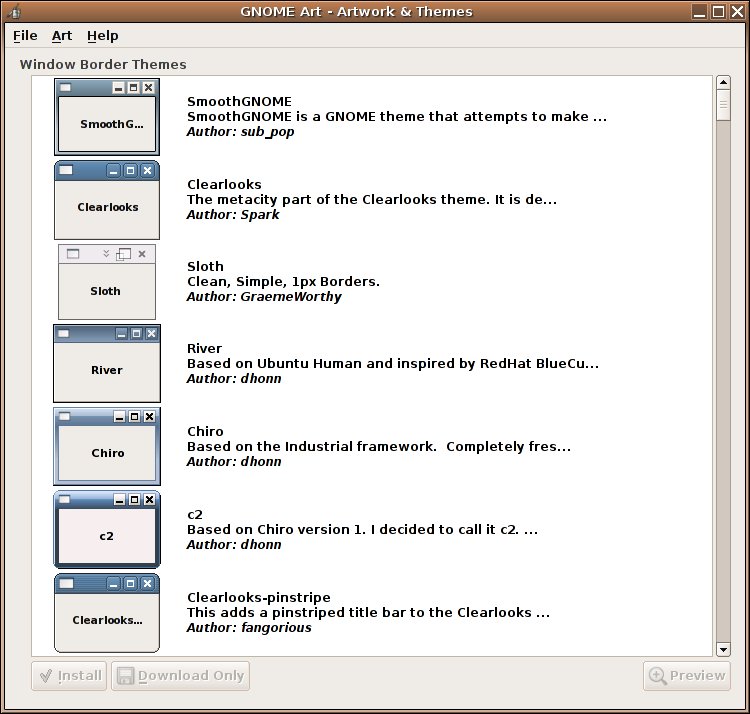 GNOME Art - Artwork & Themes
File Art Help
Window Border Themes
SmoothG...
SmoothGNOME
SmoothGNOME is a GNOME theme that attempts to make ...
Author: sub_pop
Clearlooks
Clearlooks
The metacity part of the Clearlooks theme. It is de...
Author: Spark
Sloth
Sloth
Clean, Simple, 1px Borders.
Author: GraemeWorthy
River
River
Based on Ubuntu Human and inspired by RedHat BlueCu...
Author: dhonn
Chiro
Chiro
Based on the Industrial framework.  Completely fres...
Author: dhonn
c2
c2
Based on Chiro version 1. I decided to call it c2. ...
Author: dhonn
Clearlooks...
Clearlooks-pinstripe
This adds a pinstriped title bar to the Clearlooks ...
Author: fangorious
Install Download Only Preview